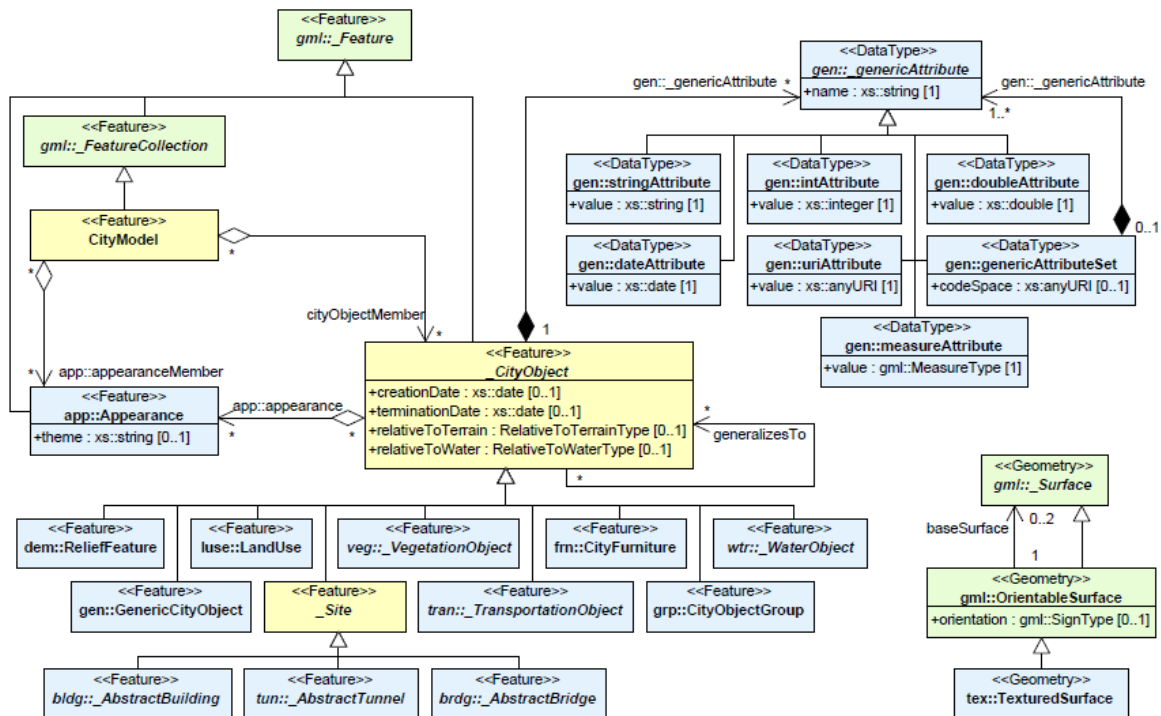 <<Feature>>
gml::_Feature
<<DataType>>
gen::_genericAttribute
+name : xs::string [1]
gen::_genericAttribute
*
gen::_genericAttribute
1..*
<<Feature>>
gml::_FeatureCollection
<<DataType>>
gen::stringAttribute
+value : xs::string [1]
<<DataType>>
gen::intAttribute
+value : xs::integer [1]
<<DataType>>
gen::doubleAttribute
+value : xs::double [1]
<<Feature>>
CityModel
*
*
0..1
<<DataType>>
gen::dateAttribute
+value : xs::date [1]
<<DataType>>
gen::uriAttribute
+value : xs::anyURI [1]
<<DataType>>
gen::genericAttributeSet
+codeSpace : xs:anyURI [0..1]
<<DataType>>
gen::measureAttribute
+value : gml::MeasureType [1]
cityObjectMember
*
1
<<Feature>>
_CityObject
+creationDate : xs::date [0..1]
+terminationDate : xs::date [0..1]
+relativeToTerrain : RelativeToTerrainType [0..1]
+relativeToWater : RelativeToWaterType [0..1]
*
app::appearanceMember
<<Feature>>
app::Appearance
+theme : xs::string [0..1]
app::appearance
*
*
*
generalizesTo
*
<<Geometry>>
gml::_Surface
baseSurface
0..2
1
<<Geometry>>
gml::OrientableSurface
+orientation : gml::SignType [0..1]
<<Geometry>>
tex::TexturedSurface
<<Feature>>
dem::ReliefFeature
<<Feature>>
luse::LandUse
<<Feature>>
veg::_VegetationObject
<<Feature>>
frn::CityFurniture
<<Feature>>
wtr::_WaterObject
<<Feature>>
gen::GenericCityObject
<<Feature>>
_Site
<<Feature>>
tran::_TransportationObject
<<Feature>>
grp::CityObjectGroup
<<Feature>>
bldg::_AbstractBuilding
<<Feature>>
tun::_AbstractTunnel
<<Feature>>
brdg::_AbstractBridge